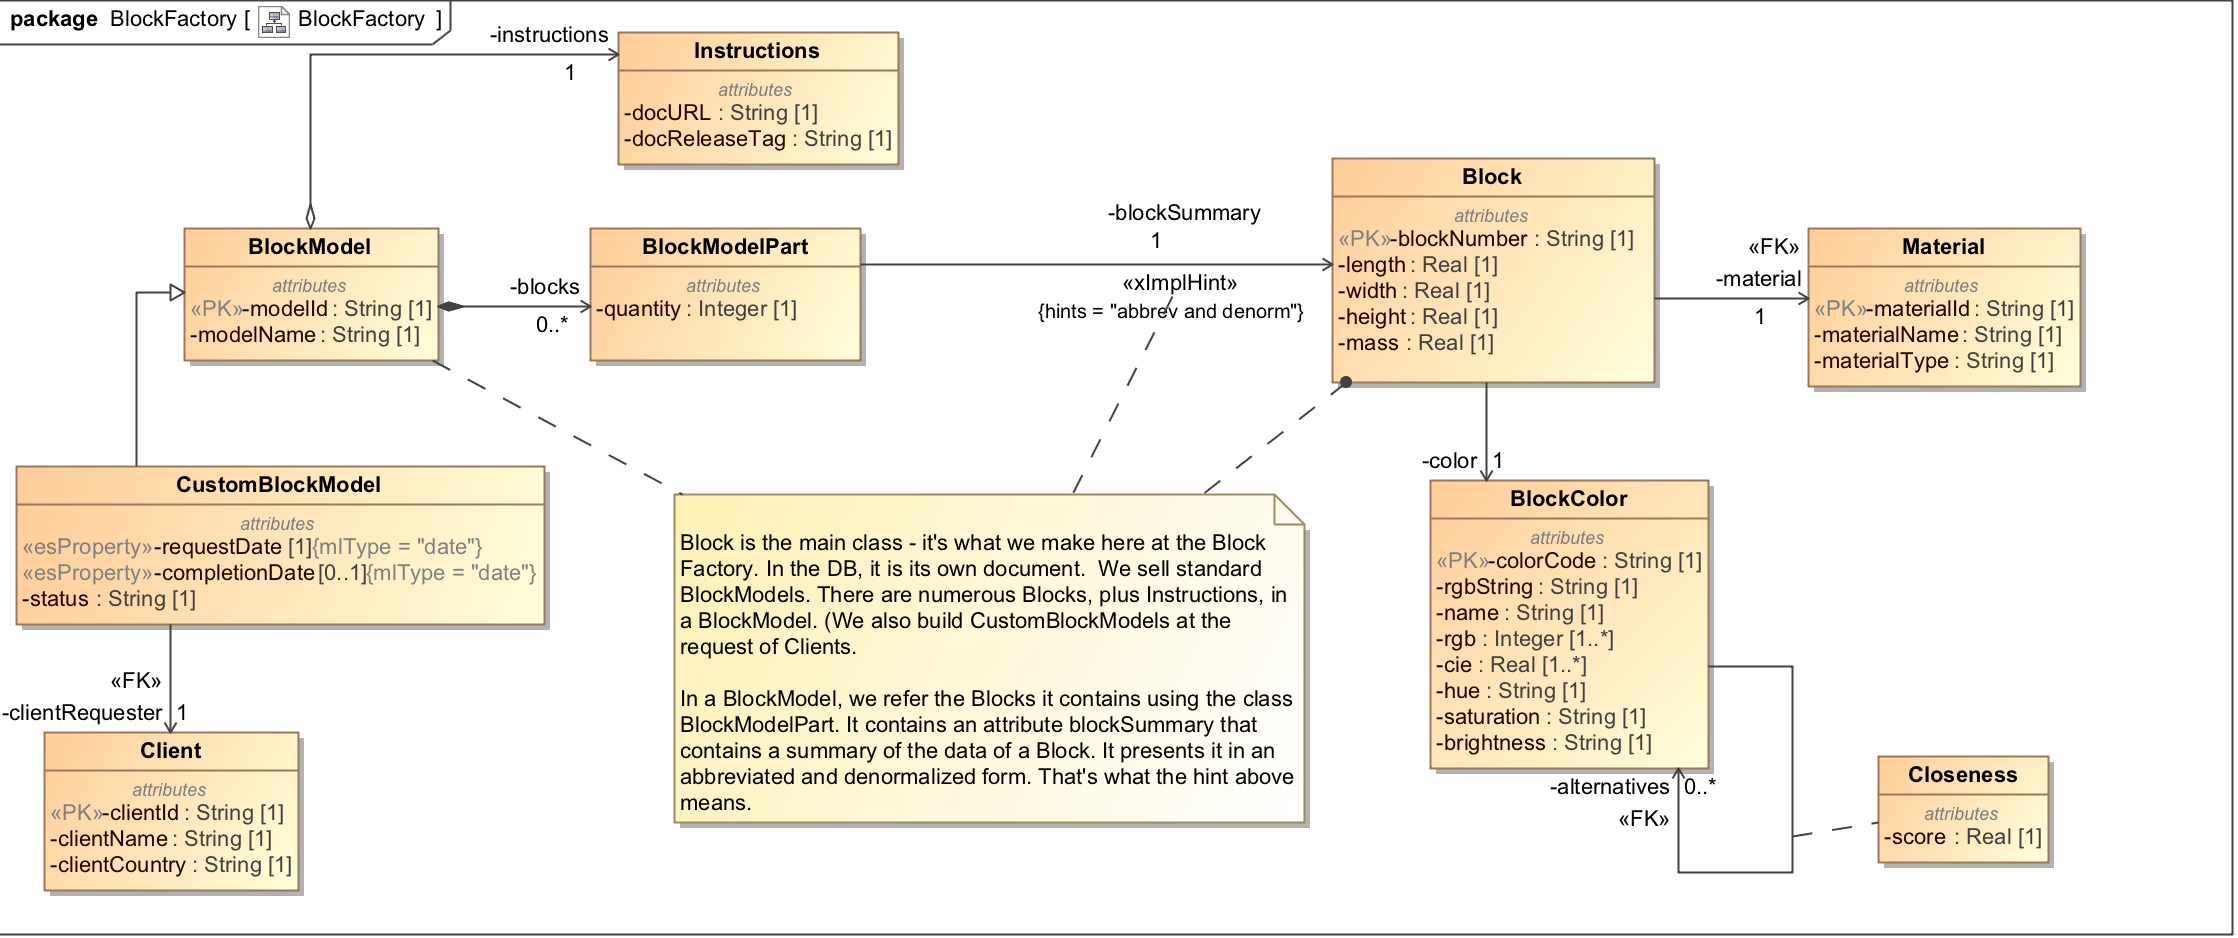 package BlockFactory [ BlockFactory ]
-instructions
1
Instructions
attributes
-docURL : String [1]
-docReleaseTag : String [1]
BlockModel
attributes
«PK»-modelId : String [1]
-modelName : String [1]
-blocks
0..*
BlockModelPart
attributes
-quantity : Integer [1]
-blockSummary
1
«xImplHint»
{hints = "abbrev and denorm"}
Block
attributes
«PK»-blockNumber : String [1]
-length : Real [1]
-width : Real [1]
-height : Real [1]
-mass : Real [1]
«FK»
-material
1
Material
attributes
«PK»-materialId : String [1]
-materialName : String [1]
-materialType : String [1]
CustomBlockModel
attributes
«esProperty»-requestDate [1]{mlType = "date"}
«esProperty»-completionDate[0..1]{mlType = "date"}
-status : String [1]
«FK»
-clientRequester 1
Client
attributes
«PK»-clientId : String [1]
-clientName : String [1]
-clientCountry : String [1]
Block is the main class - it's what we make here at the Block
Factory. In the DB, it is its own document.  We sell standard
BlockModels. There are numerous Blocks, plus Instructions, in
a BlockModel. (We also build CustomBlockModels at the
request of Clients.
In a BlockModel, we refer the Blocks it contains using the class
BlockModelPart. It contains an attribute blockSummary that
contains a summary of the data of a Block. It presents it in an
abbreviated and denormalized form. That's what the hint above
means.
-color 1
BlockColor
attributes
«PK»-colorCode : String [1]
-rgbString : String [1]
-name : String [1]
-rgb : Integer [1..*]
-cie : Real [1..*]
-hue : String [1]
-saturation : String [1]
-brightness : String [1]
-alternatives 0..*
«FK»
Closeness
attributes
-score : Real [1]